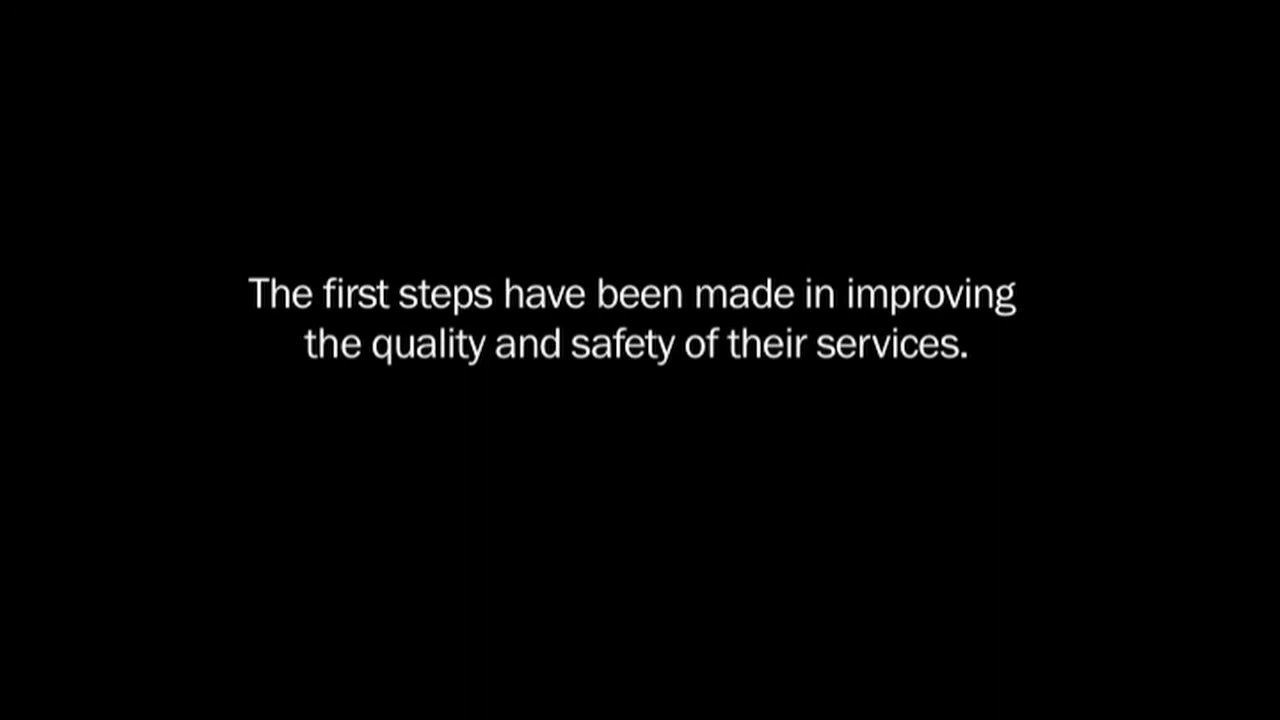 The first steps have been made in improving
the quality and safety of their services.